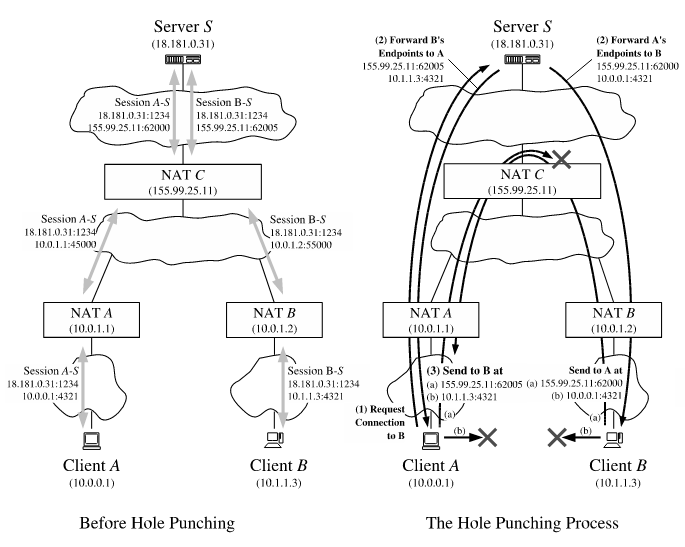 Server S
(18.181.0.31)
Session A-S
18.181.0.31:1234
155.99.25.11:62000
Session B-S
18.181.0.31:1234
155.99.25.11:62005
NAT C
(155.99.25.11)
Session A-S
18.181.0.31:1234
10.0.1.1:45000
Session B-S
18.181.0.31:1234
10.0.1.2:55000
NAT A
(10.0.1.1)
NAT B
(10.0.1.2)
Session A-S
18.181.0.31:1234
10.0.0.1:4321
Session B-S
18.181.0.31:1234
10.1.1.3:4321
Client A
(10.0.0.1)
Client B
(10.1.1.3)
Before Hole Punching
Server S
(18.181.0.31)
(2) Forward B's
Endpoints to A
155.99.25.11:62005
10.1.1.3:4321
(2) Forward A's
Endpoints to B
155.99.25.11:62000
10.0.0.1:4321
NAT C
(155.99.25.11)
NAT A
(10.0.1.1)
NAT B
(10.0.1.2)
(3) Send to B at
(a) 155.99.25.11:62005
(b) 10.1.1.3:4321
Send to A at
(a) 155.99.25.11:62000
(b) 10.0.0.1:4321
(1) Request
Connection
to B
(a)
(b)
(a)
(b)
Client A
(10.0.0.1)
Client B
(10.1.1.3)
The Hole Punching Process